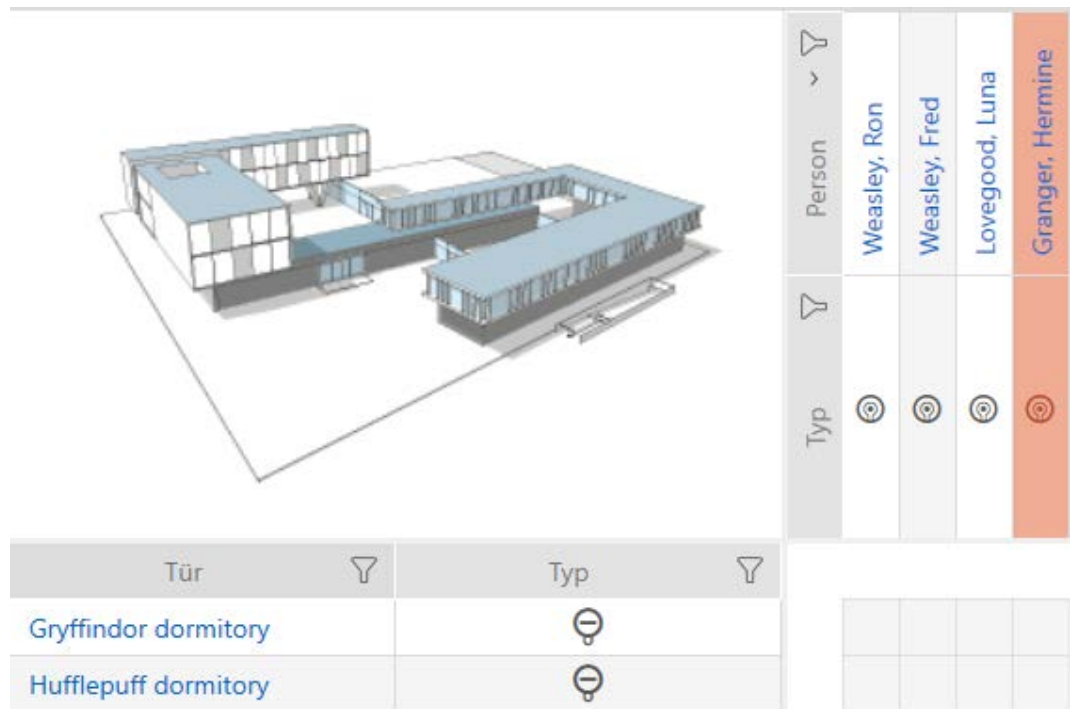 Person
Typ
Weasley, Ron
Weasley, Fred
Lovegood, Luna
Granger, Hermine
Tür
Typ
Gryffindor dormitory
Hufflepuff dormitory